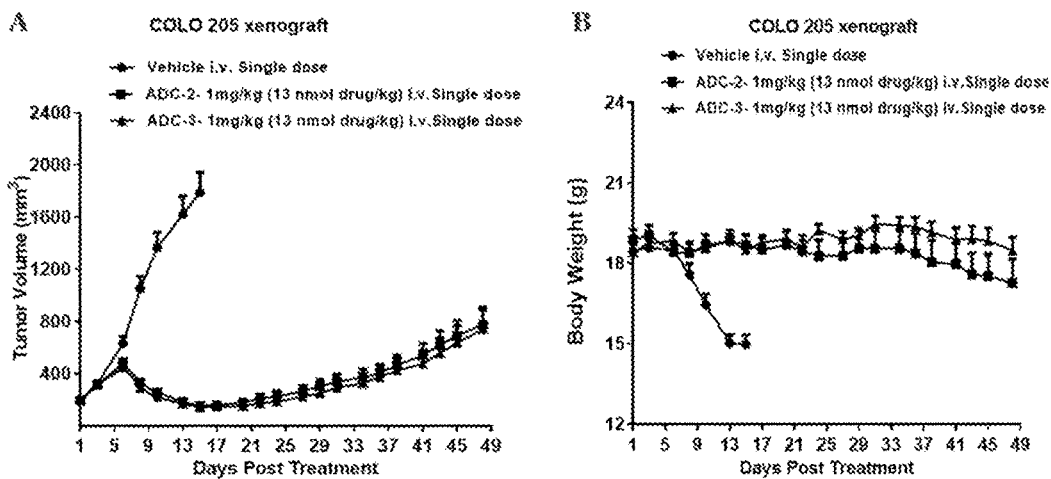 A
COLO 205 xenograft
Vehicle i.v. Single dose
ADC-2- 1mg/kg (13 nmol drug/kg) i.v.Single dose
ADC-3- 1mg/kg (13 nmol drug/kg) i.v.Single dose
2400
2000
1600
1200
800
400
Tumor Volume (mm³)
1 5 9 13 17 21 25 29 33 37 41 45 49
Days Post Treatment
B
COLO 205 xenograft
Vehicle i.v. Single dose
ADC-2- 1mg/kg (13 nmol drug/kg) i.v.Single dose
ADC-3- 1mg/kg (13 nmol drug/kg) i.v.Single dose
24
21
18
15
12
Body Weight (g)
1 5 9 13 17 21 25 29 33 37 41 45 49
Days Post Treatment